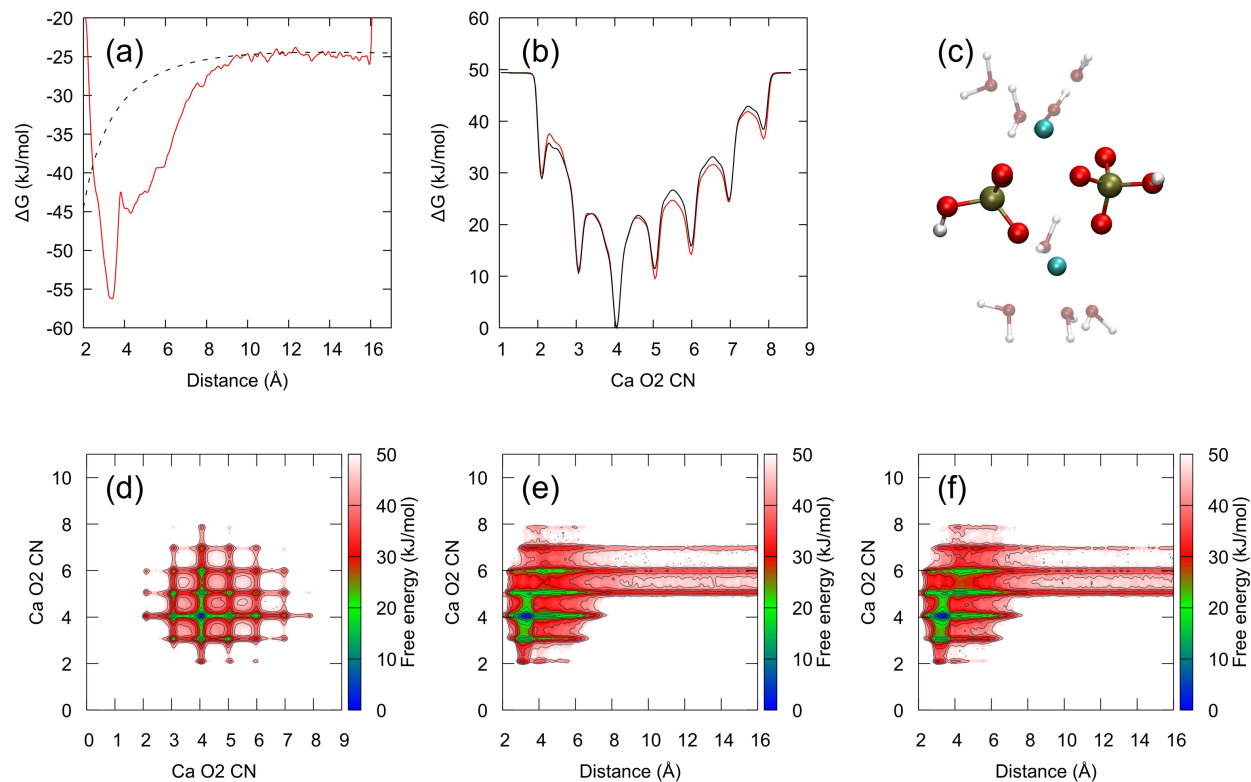 (a)
ΔG (kJ/mol)
-20
-25
-30
-35
-40
-45
-50
-55
-60
2 4 6 8 10 12 14 16
Distance (Å)
(b)
ΔG (kJ/mol)
60
50
40
30
20
10
0
1 2 3 4 5 6 7 8 9
Ca O2 CN
(c)
(d)
Ca O2 CN
10
8
6
4
2
0
0 1 2 3 4 5 6 7 8 9
Ca O2 CN
50
40
30
20
10
0
Free energy (kJ/mol)
(e)
Ca O2 CN
10
8
6
4
2
0
2 4 6 8 10 12 14 16
Distance (Å)
50
40
30
20
10
0
Free energy (kJ/mol)
(f)
Ca O2 CN
10
8
6
4
2
0
2 4 6 8 10 12 14 16
Distance (Å)
50
40
30
20
10
0
Free energy (kJ/mol)